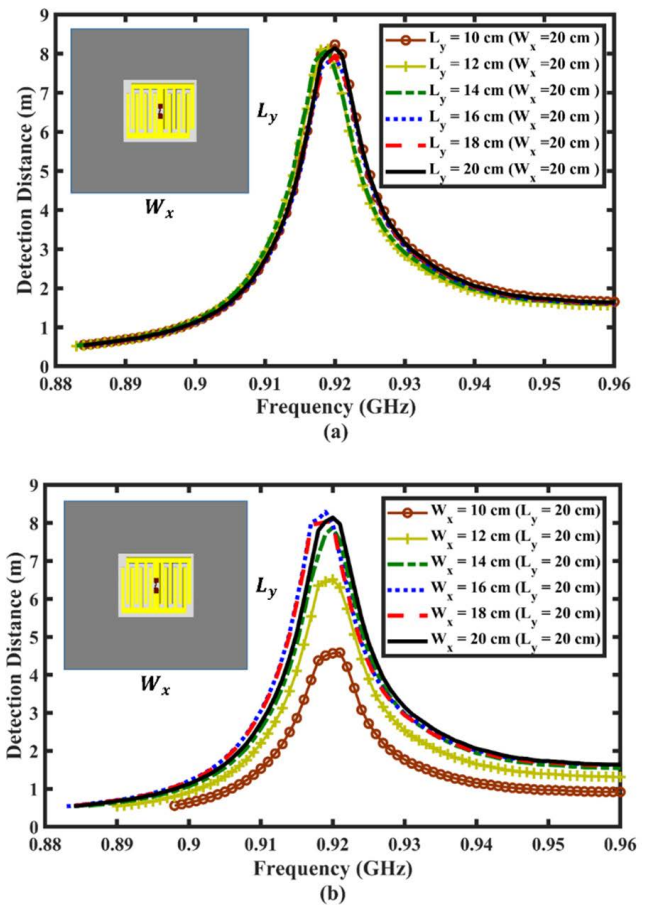 9
8
7
6
5
4
3
2
1
0
Detection Distance (m)
L_y
W_x
L_y = 10 cm (W_x =20 cm )
L_y = 12 cm (W_x =20 cm )
L_y = 14 cm (W_x =20 cm )
L_y = 16 cm (W_x =20 cm )
L_y = 18 cm (W_x =20 cm )
L_y = 20 cm (W_x =20 cm )
0.88 0.89 0.9 0.91 0.92 0.93 0.94 0.95 0.96
Frequency (GHz)
(a)
9
8
7
6
5
4
3
2
1
0
Detection Distance (m)
L_y
W_x
W_x = 10 cm (L_y = 20 cm)
W_x = 12 cm (L_y = 20 cm)
W_x = 14 cm (L_y = 20 cm)
W_x = 16 cm (L_y = 20 cm)
W_x = 18 cm (L_y = 20 cm)
W_x = 20 cm (L_y = 20 cm)
0.88 0.89 0.9 0.91 0.92 0.93 0.94 0.95 0.96
Frequency (GHz)
(b)